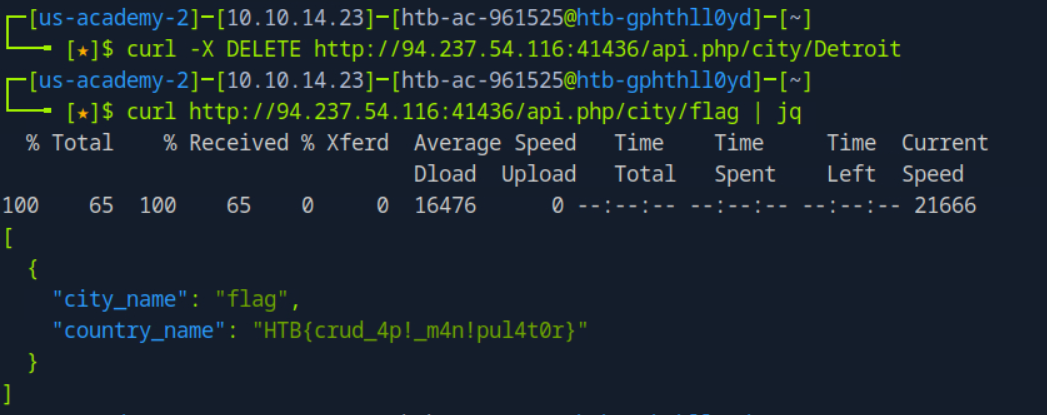 [us-academy-2]─[10.10.14.23]─[htb-ac-961525@htb-gphthll0yd]─[~]
[★]$ curl -X DELETE http://94.237.54.116:41436/api.php/city/Detroit
[us-academy-2]─[10.10.14.23]─[htb-ac-961525@htb-gphthll0yd]─[~]
[★]$ curl http://94.237.54.116:41436/api.php/city/flag | jq
% Total    % Received % Xferd  Average Speed   Time    Time     Time  Current
Dload  Upload   Total   Spent    Left  Speed
100    65  100    65    0     0  16476      0 --:--:-- --:--:-- --:--:-- 21666
[
  {
    "city_name": "flag",
    "country_name": "HTB{crud_4p!_m4n!pul4t0r}"
  }
]